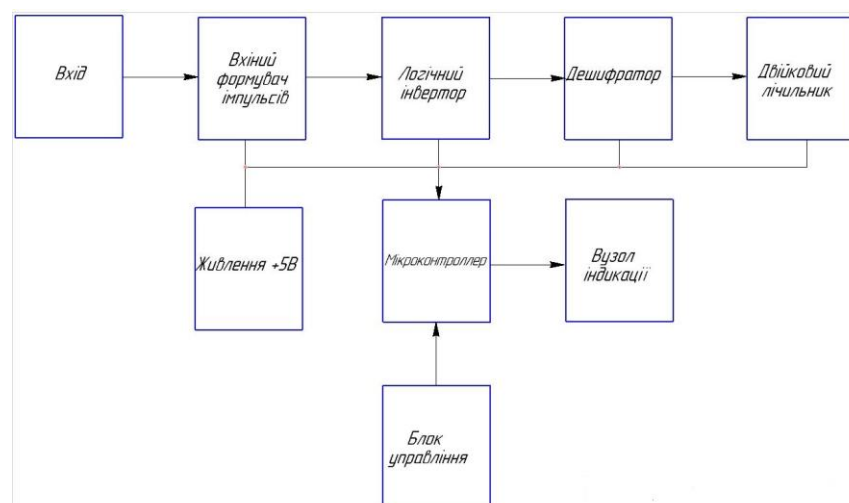 Вхід
Вхіний
формувач
імпульсів
Логічний
інвертор
Дешифратор
Двійковий
лічильник
Живлення +5В
Мікроконтроллер
Вузол
індикації
Блок
управління